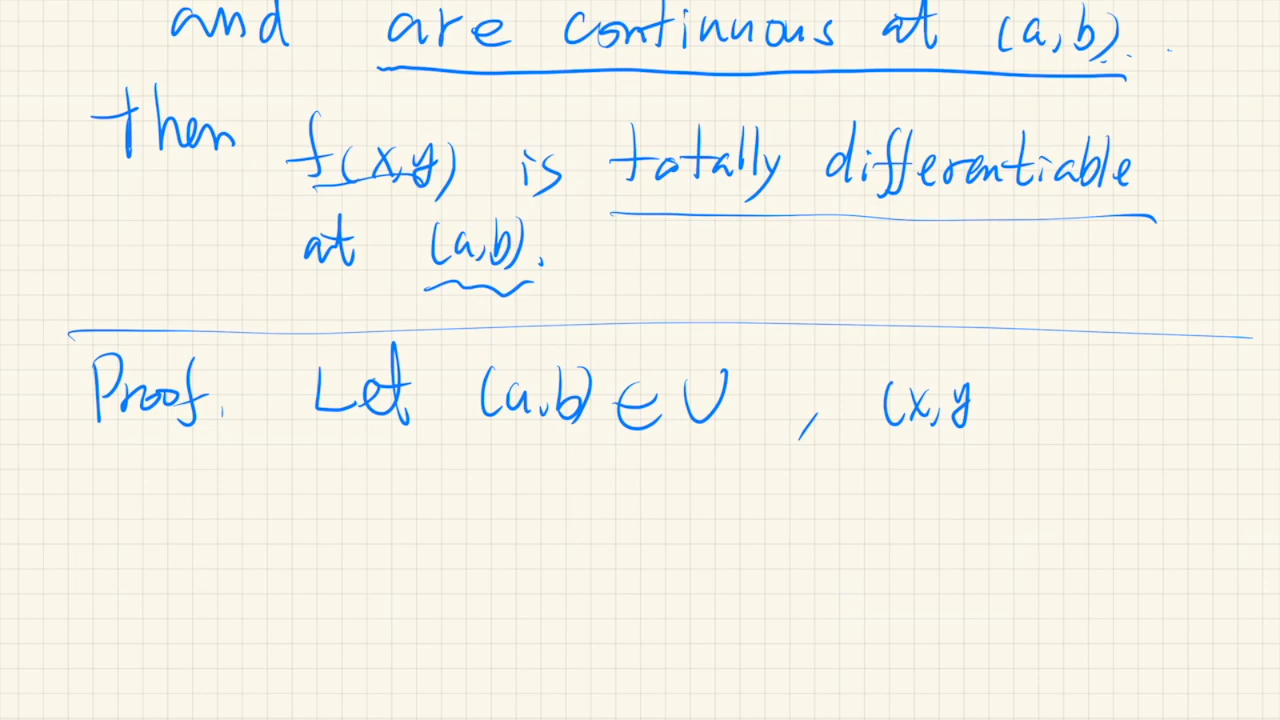 and are continuous at (a,b).
then f(x,y) is totally differentiable
at (a,b).
Proof. Let (a,b) ∈ U , (x,y